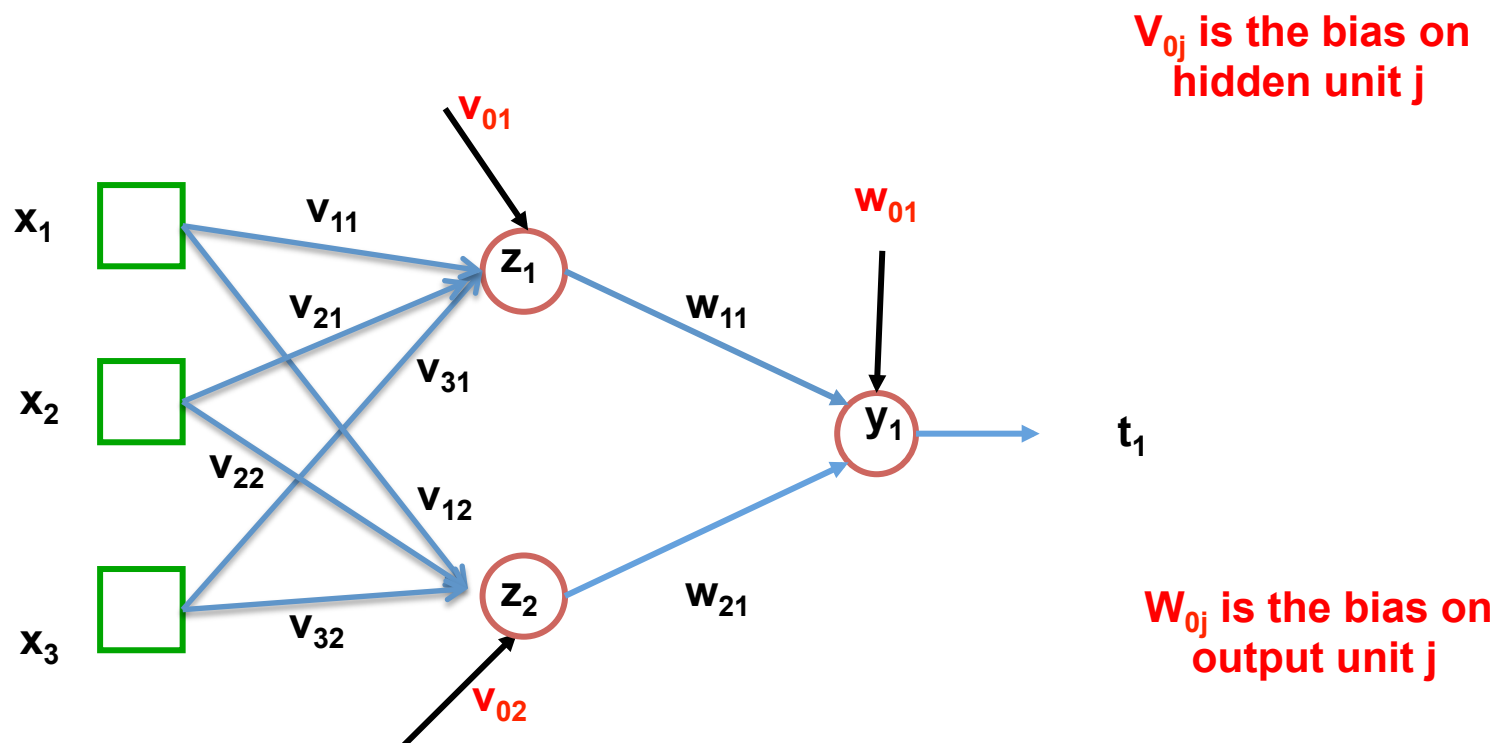 V₀ⱼ is the bias on
hidden unit j
v₀₁
x₁
v₁₁
w₀₁
z₁
v₂₁
w₁₁
v₃₁
x₂
y₁
t₁
v₂₂
v₁₂
z₂
w₂₁
v₃₂
x₃
W₀ⱼ is the bias on
output unit j
v₀₂